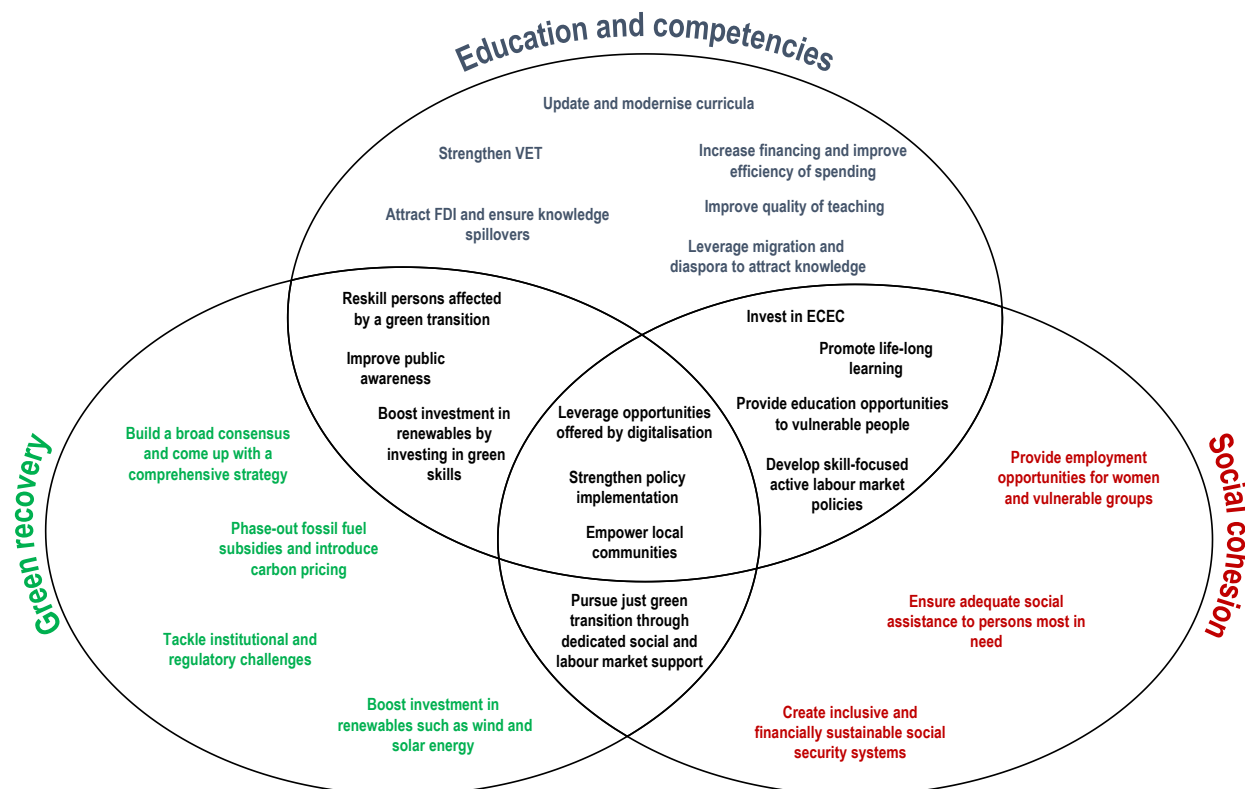 Education and competencies
Update and modernise curricula
Strengthen VET
Increase financing and improve
efficiency of spending
Attract FDI and ensure knowledge
spillovers
Improve quality of teaching
Leverage migration and
diaspora to attract knowledge
Reskill persons affected
by a green transition
Improve public
awareness
Boost investment in
renewables by
investing in green
skills
Invest in ECEC
Promote life-long
learning
Provide education opportunities
to vulnerable people
Develop skill-focused
active labour market
policies
Leverage opportunities
offered by digitalisation
Strengthen policy
implementation
Empower local
communities
Green recovery
Build a broad consensus
and come up with a
comprehensive strategy
Phase-out fossil fuel
subsidies and introduce
carbon pricing
Tackle institutional and
regulatory challenges
Boost investment in
renewables such as wind and
solar energy
Pursue just green
transition through
dedicated social and
labour market support
Social cohesion
Provide employment
opportunities for women
and vulnerable groups
Ensure adequate social
assistance to persons most in
need
Create inclusive and
financially sustainable social
security systems